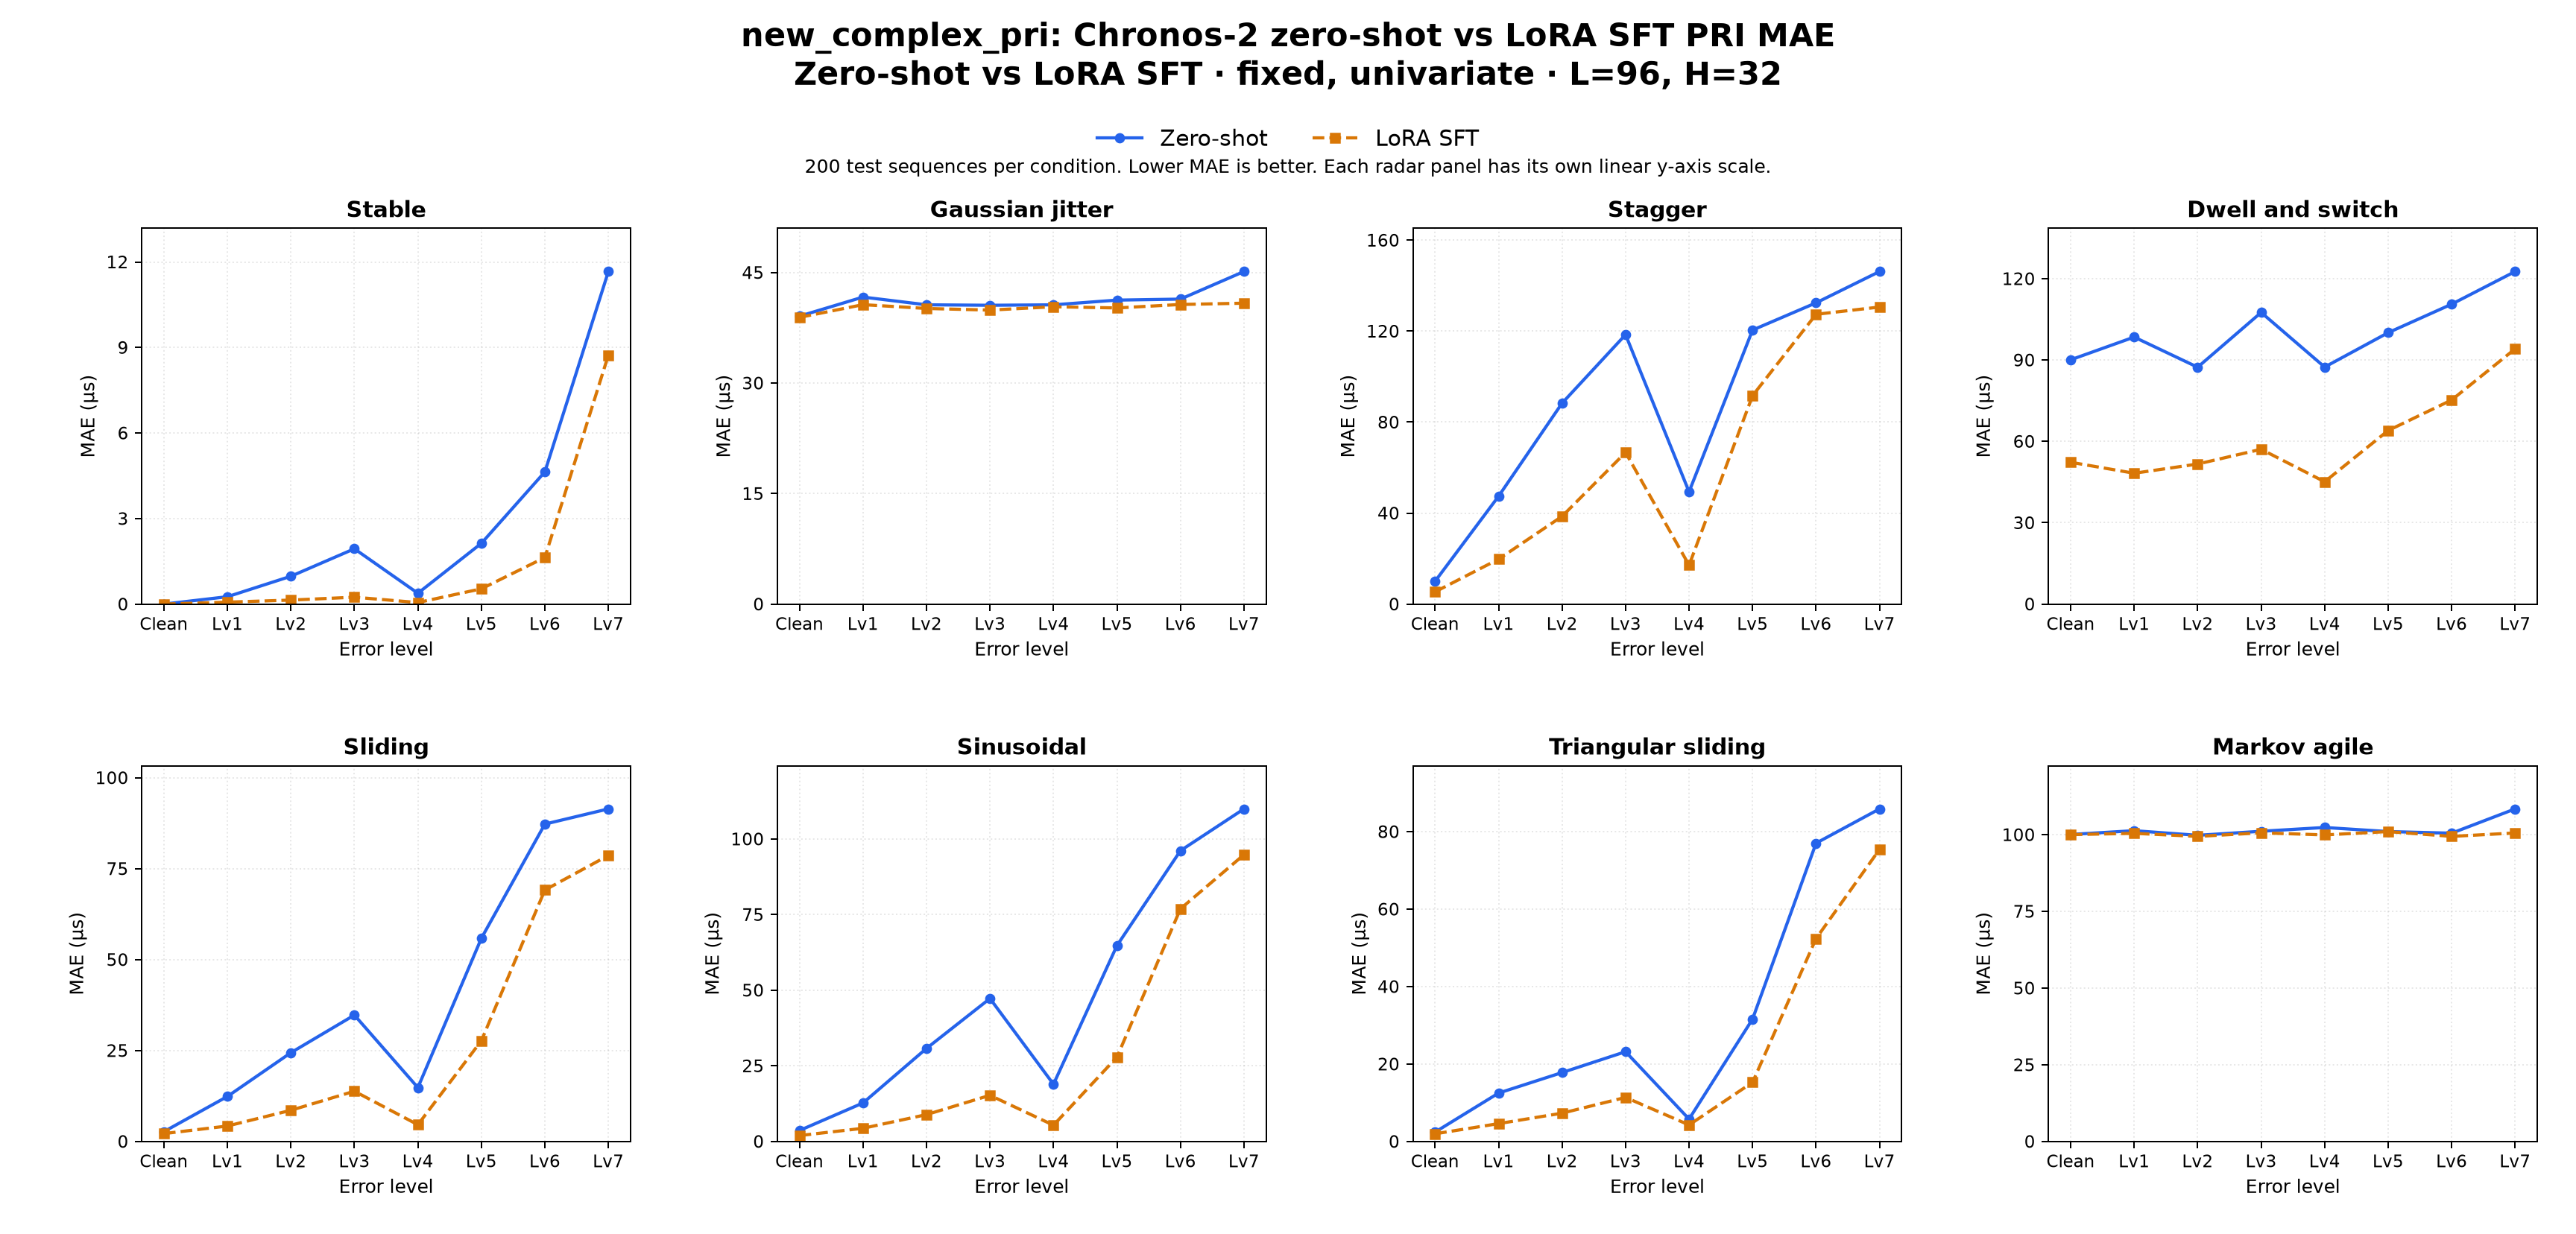 new_complex_pri: Chronos-2 zero-shot vs LoRA SFT PRI MAE
Zero-shot vs LoRA SFT · fixed, univariate · L=96, H=32
Zero-shot LoRA SFT
200 test sequences per condition. Lower MAE is better. Each radar panel has its own linear y-axis scale.
Stable
MAE (μs)
12
9
6
3
0
Clean Lv1 Lv2 Lv3 Lv4 Lv5 Lv6 Lv7
Error level
Gaussian jitter
MAE (μs)
45
30
15
0
Clean Lv1 Lv2 Lv3 Lv4 Lv5 Lv6 Lv7
Error level
Stagger
MAE (μs)
160
120
80
40
0
Clean Lv1 Lv2 Lv3 Lv4 Lv5 Lv6 Lv7
Error level
Dwell and switch
MAE (μs)
120
90
60
30
0
Clean Lv1 Lv2 Lv3 Lv4 Lv5 Lv6 Lv7
Error level
Sliding
MAE (μs)
100
75
50
25
0
Clean Lv1 Lv2 Lv3 Lv4 Lv5 Lv6 Lv7
Error level
Sinusoidal
MAE (μs)
100
75
50
25
0
Clean Lv1 Lv2 Lv3 Lv4 Lv5 Lv6 Lv7
Error level
Triangular sliding
MAE (μs)
80
60
40
20
0
Clean Lv1 Lv2 Lv3 Lv4 Lv5 Lv6 Lv7
Error level
Markov agile
MAE (μs)
100
75
50
25
0
Clean Lv1 Lv2 Lv3 Lv4 Lv5 Lv6 Lv7
Error level